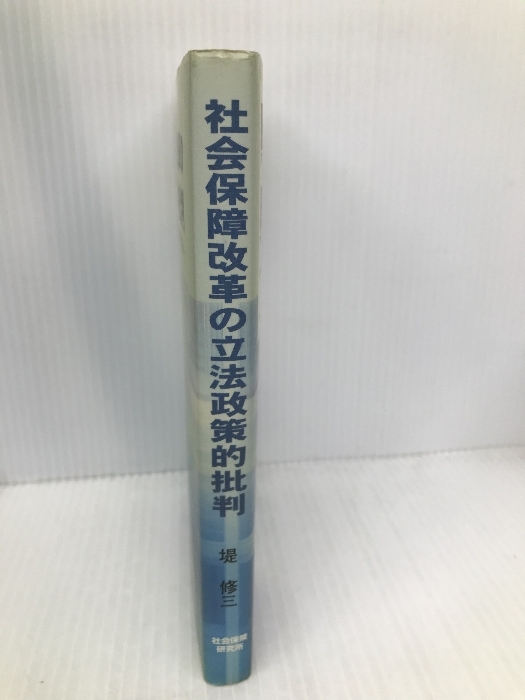 社会保障改革の立法政策的批判
堤 修三
社会保険
研究所